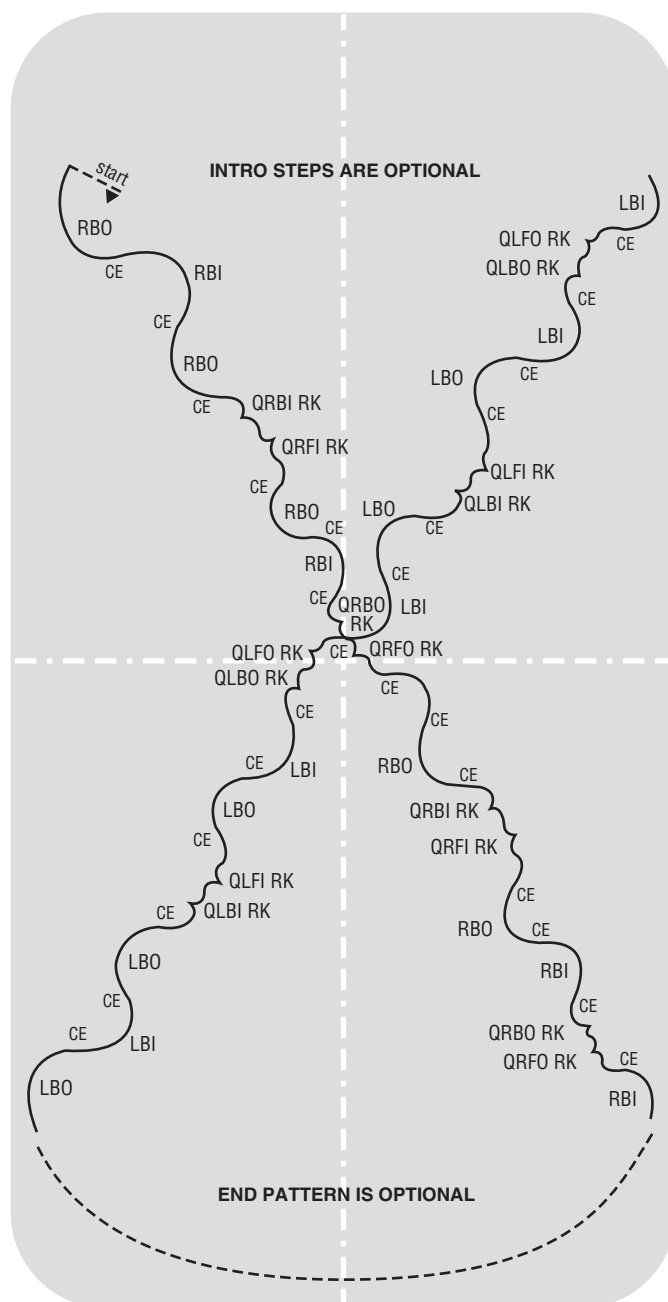 start
INTRO STEPS ARE OPTIONAL
RBO
CE
RBI
CE
RBO
CE
QRBI RK
QRFI RK
CE
RBO
CE
RBI
CE
QRBO
RK
QRFO RK
CE
CE
RBO
CE
QRBI RK
QRFI RK
CE
RBO
CE
RBI
CE
QRBO RK
QRFO RK
CE
RBI
LBO
CE
LBI
CE
LBO
CE
QLBI RK
QLFI RK
CE
LBO
CE
LBI
CE
QLBO RK
QLFO RK
CE
LBI
CE
LBO
CE
QLBI RK
QLFI RK
CE
LBO
CE
LBI
CE
QLBO RK
QLFO RK
CE
LBI
END PATTERN IS OPTIONAL